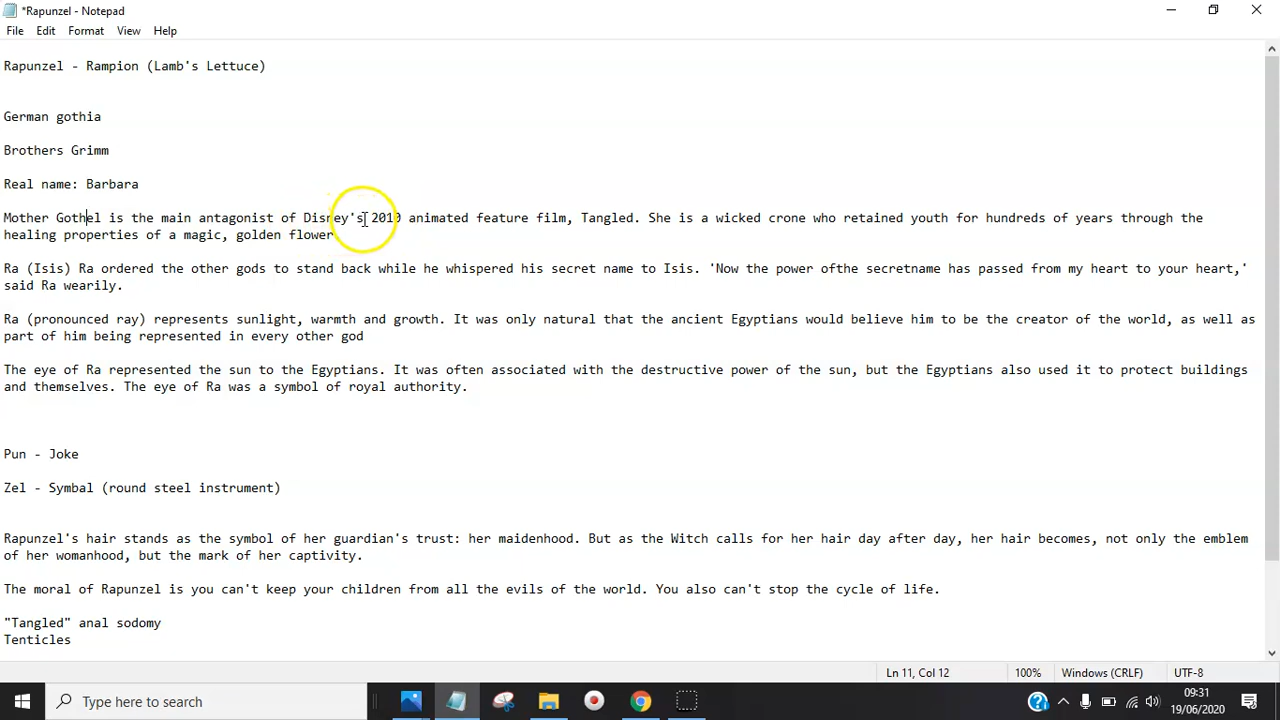 *Rapunzel - Notepad
File Edit Format View Help
Rapunzel - Rampion (Lamb's Lettuce)
German gothia
Brothers Grimm
Real name: Barbara
Mother Gothel is the main antagonist of Disney's 2010 animated feature film, Tangled. She is a wicked crone who retained youth for hundreds of years through the
healing properties of a magic, golden flower
Ra (Isis) Ra ordered the other gods to stand back while he whispered his secret name to Isis. 'Now the power ofthe secretname has passed from my heart to your heart,'
said Ra wearily.
Ra (pronounced ray) represents sunlight, warmth and growth. It was only natural that the ancient Egyptians would believe him to be the creator of the world, as well as
part of him being represented in every other god
The eye of Ra represented the sun to the Egyptians. It was often associated with the destructive power of the sun, but the Egyptians also used it to protect buildings
and themselves. The eye of Ra was a symbol of royal authority.
Pun - Joke
Zel - Symbal (round steel instrument)
Rapunzel's hair stands as the symbol of her guardian's trust: her maidenhood. But as the Witch calls for her hair day after day, her hair becomes, not only the emblem
of her womanhood, but the mark of her captivity.
The moral of Rapunzel is you can't keep your children from all the evils of the world. You also can't stop the cycle of life.
"Tangled" anal sodomy
Tenticles
Ln 11, Col 12 100% Windows (CRLF) UTF-8
Type here to search
09:31
19/06/2020